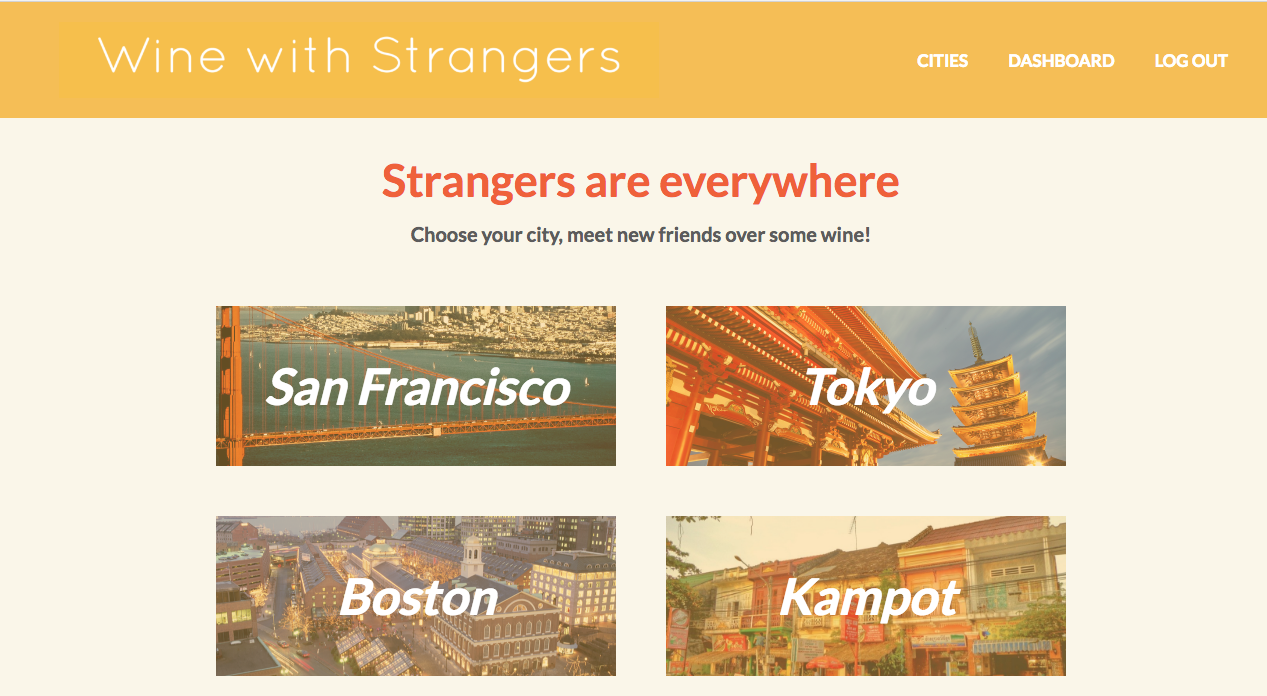 Wine with Strangers
CITIES DASHBOARD LOG OUT
Strangers are everywhere
Choose your city, meet new friends over some wine!
San Francisco
Tokyo
Boston
Kampot